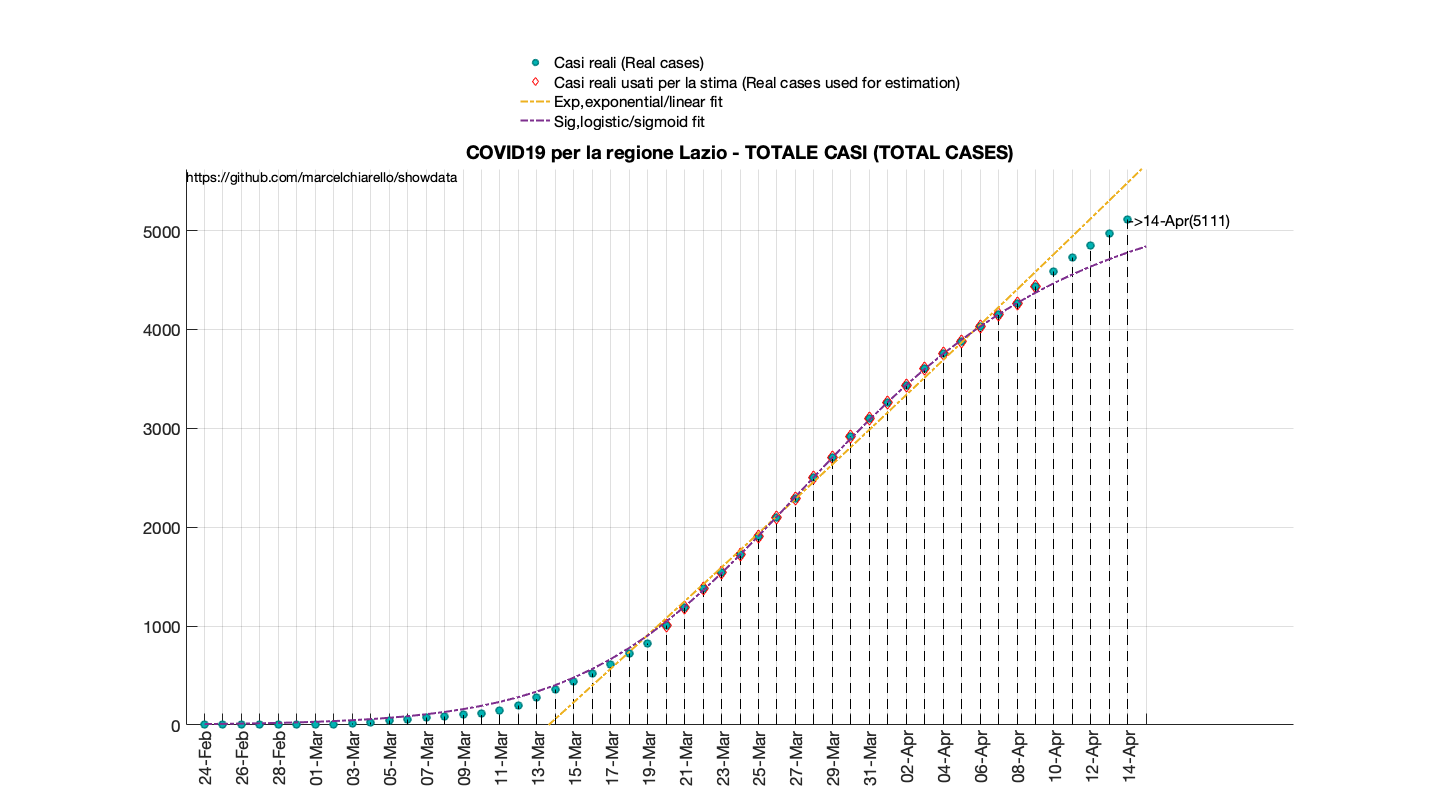 Casi reali (Real cases)
Casi reali usati per la stima (Real cases used for estimation)
Exp,exponential/linear fit
Sig,logistic/sigmoid fit
COVID19 per la regione Lazio - TOTALE CASI (TOTAL CASES)
https://github.com/marcelchiarello/showdata
->14-Apr(5111)
5000
4000
3000
2000
1000
0
24-Feb
26-Feb
28-Feb
01-Mar
03-Mar
05-Mar
07-Mar
09-Mar
11-Mar
13-Mar
15-Mar
17-Mar
19-Mar
21-Mar
23-Mar
25-Mar
27-Mar
29-Mar
31-Mar
02-Apr
04-Apr
06-Apr
08-Apr
10-Apr
12-Apr
14-Apr